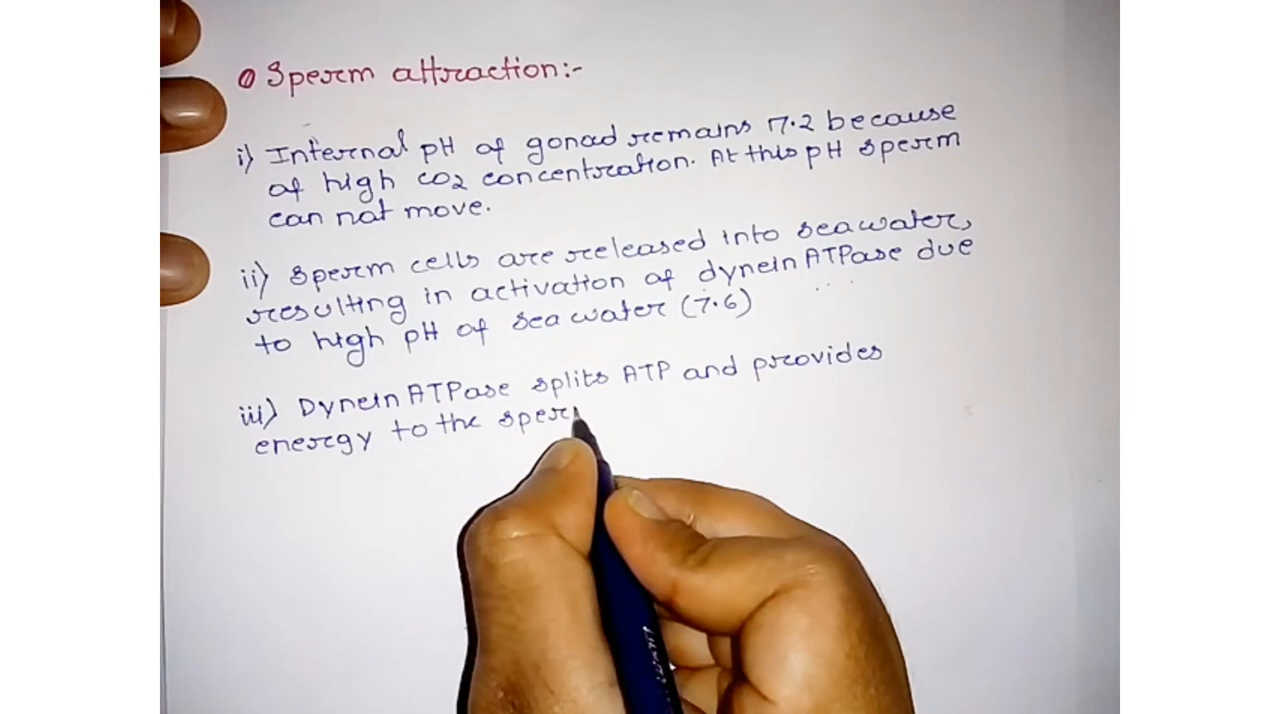 Sperm attraction:-
i) Internal pH of gonad remains 7.2 because
of high CO2 concentration. At this pH sperm
can not move.
ii) Sperm cells are released into seawater,
resulting in activation of dynein ATPase due
to high pH of sea water (7.6)
iii) Dynein ATPase splits ATP and provides
energy to the sper